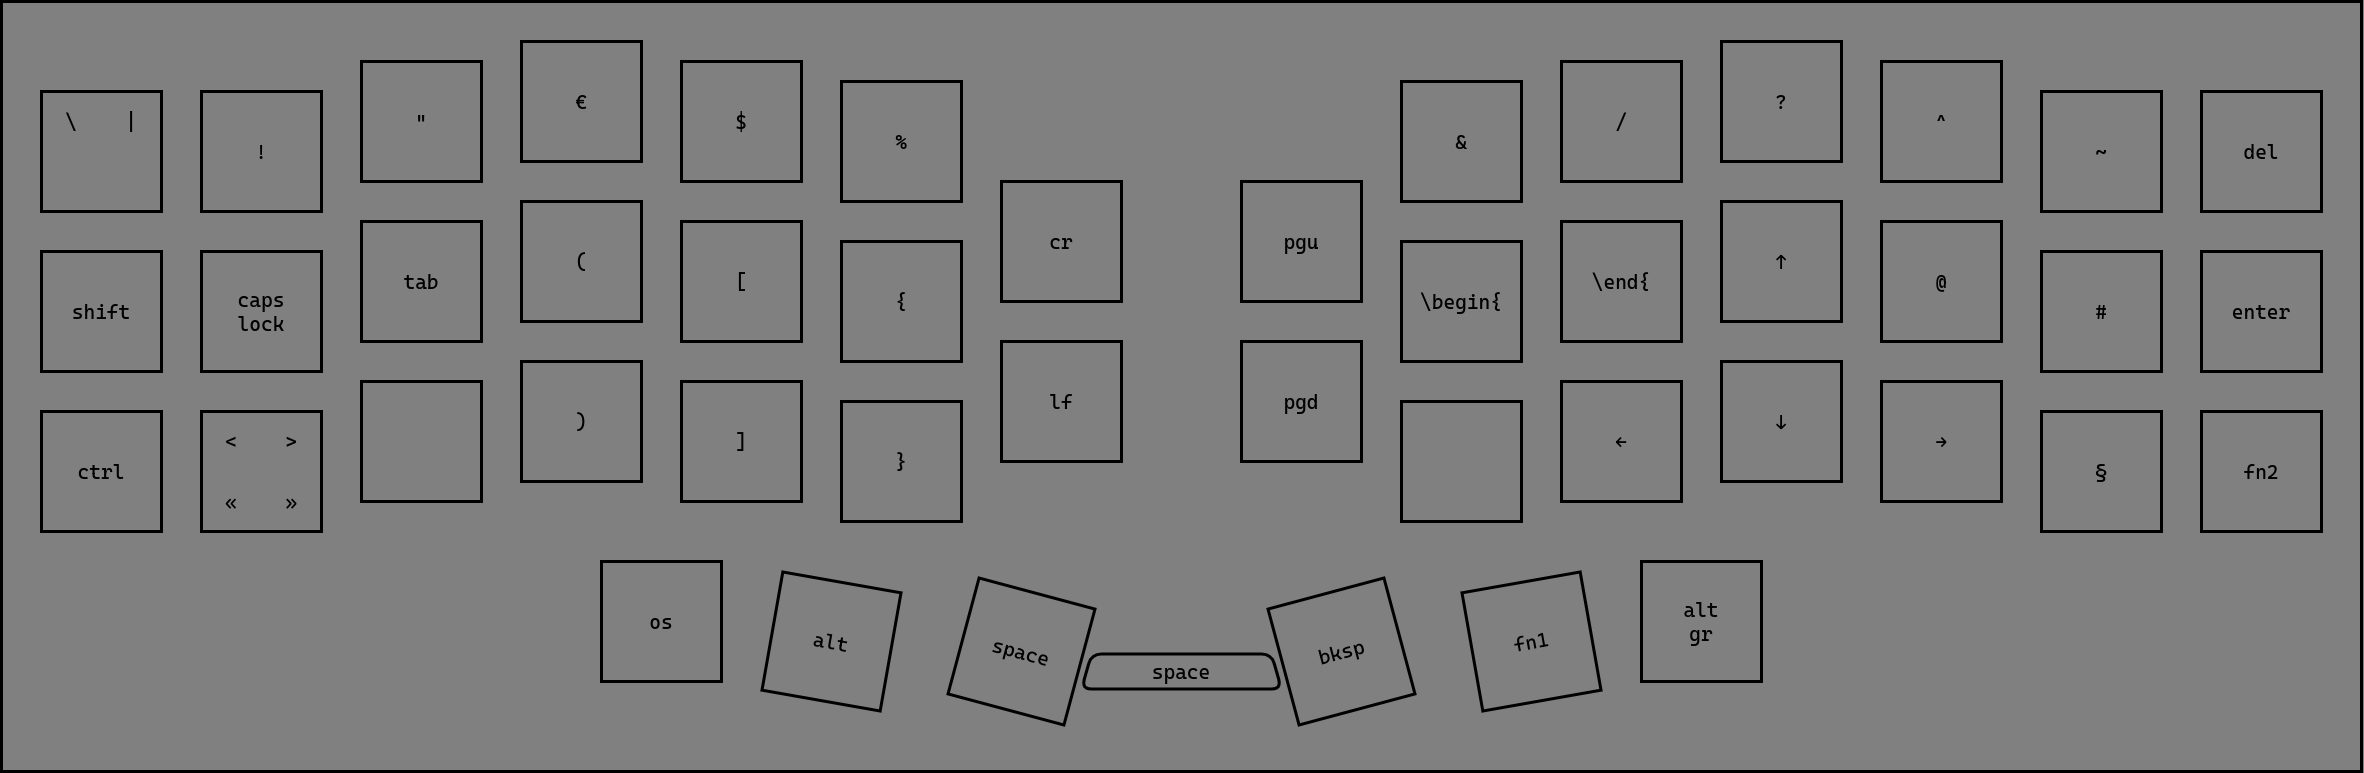 \ |
!
"
€
$
%
&
/
?
^
~
del
shift
caps
lock
tab
(
[
{
cr
pgu
\begin{
\end{
↑
@
#
enter
ctrl
< >
« »
)
]
}
lf
pgd
←
↓
→
§
fn2
os
alt
space
space
bksp
fn1
alt
gr